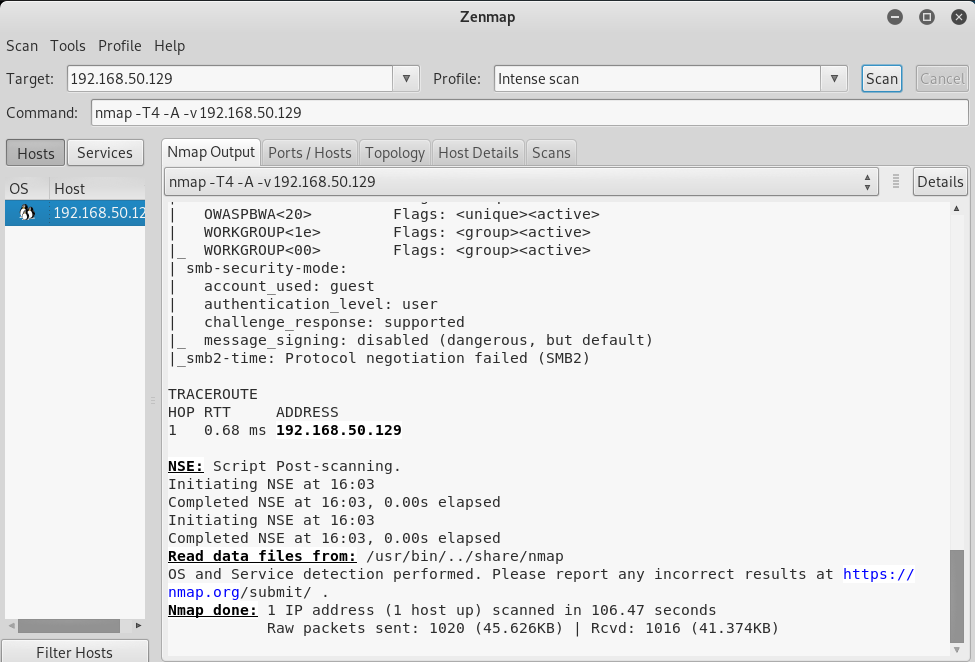 Zenmap
Scan Tools Profile Help
Target: 192.168.50.129 Profile: Intense scan Scan Cancel
Command: nmap -T4 -A -v 192.168.50.129
Hosts Services
Nmap Output Ports / Hosts Topology Host Details Scans
OS Host
192.168.50.12
nmap -T4 -A -v 192.168.50.129 Details
|   OWASPBWA<20>         Flags: <unique><active>
|   WORKGROUP<1e>        Flags: <group><active>
|_  WORKGROUP<00>        Flags: <group><active>
| smb-security-mode:
|   account_used: guest
|   authentication_level: user
|   challenge_response: supported
|_  message_signing: disabled (dangerous, but default)
|_smb2-time: Protocol negotiation failed (SMB2)
TRACEROUTE
HOP RTT     ADDRESS
1   0.68 ms 192.168.50.129
NSE: Script Post-scanning.
Initiating NSE at 16:03
Completed NSE at 16:03, 0.00s elapsed
Initiating NSE at 16:03
Completed NSE at 16:03, 0.00s elapsed
Read data files from: /usr/bin/../share/nmap
OS and Service detection performed. Please report any incorrect results at https://
nmap.org/submit/ .
Nmap done: 1 IP address (1 host up) scanned in 106.47 seconds
Raw packets sent: 1020 (45.626KB) | Rcvd: 1016 (41.374KB)
Filter Hosts